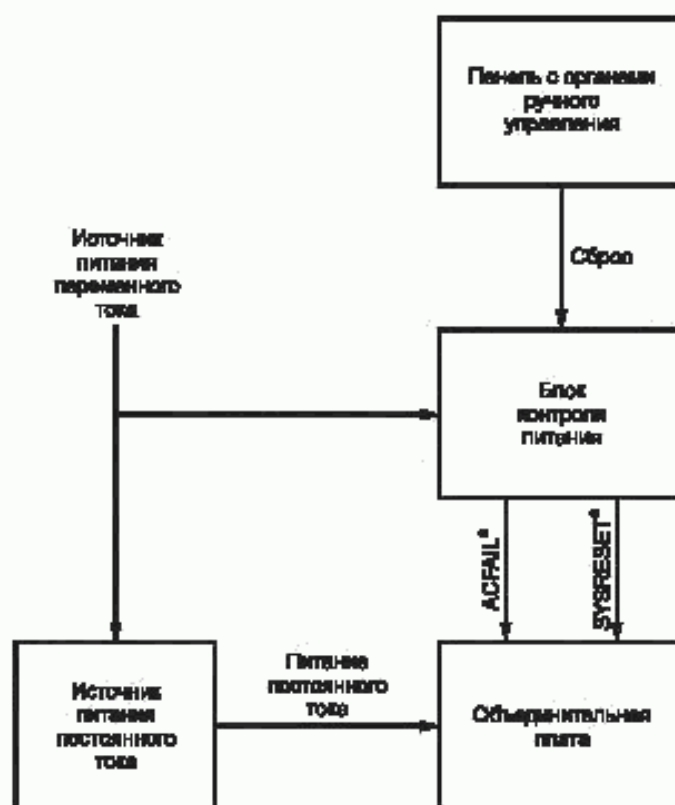 Панель с органами
ручного
управления
Сброс
Источник
питания
переменного
тока
Блок
контроля
питания
ACFAIL*
SYSRESET*
Питание
постоянного
тока
Источник
питания
постоянного
тока
Объединительная
плата